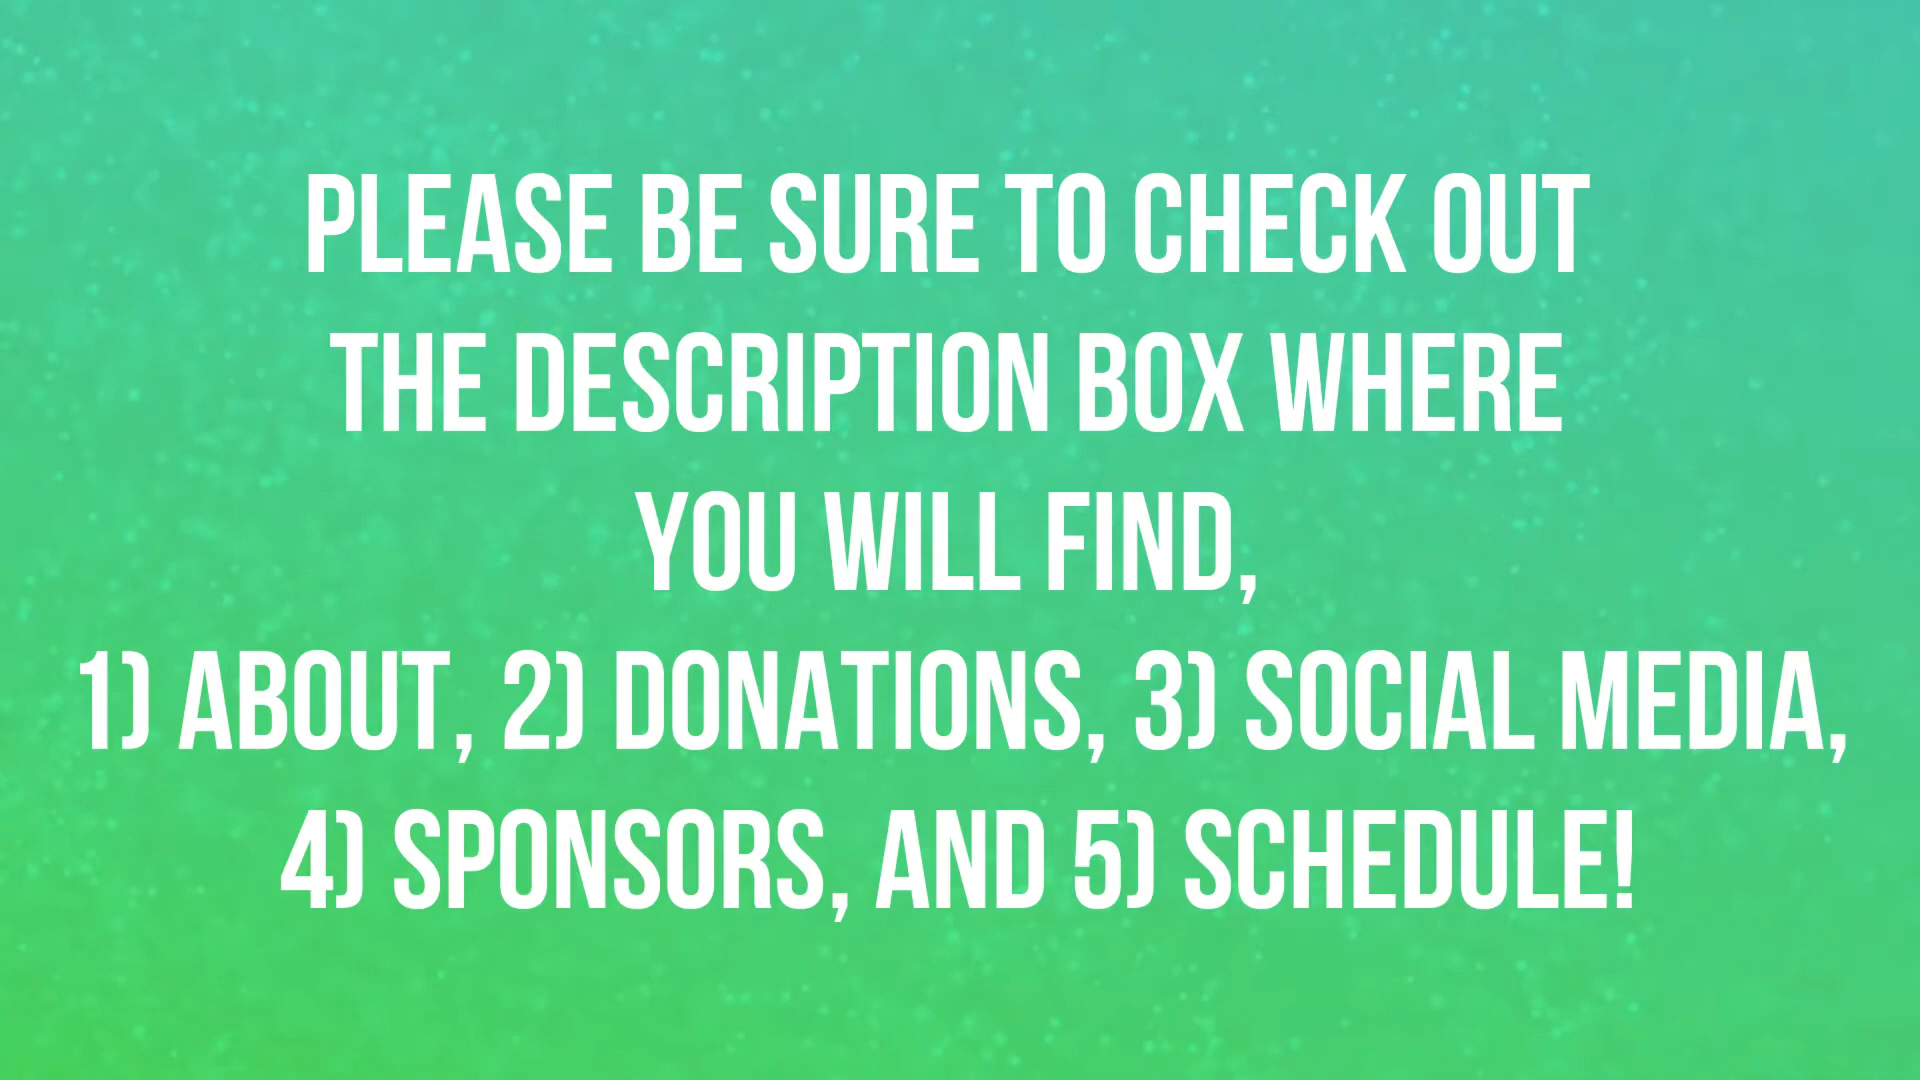 PLEASE BE SURE TO CHECK OUT
THE DESCRIPTION BOX WHERE
YOU WILL FIND,
1) ABOUT, 2) DONATIONS, 3) SOCIAL MEDIA,
4) SPONSORS, AND 5) SCHEDULE!